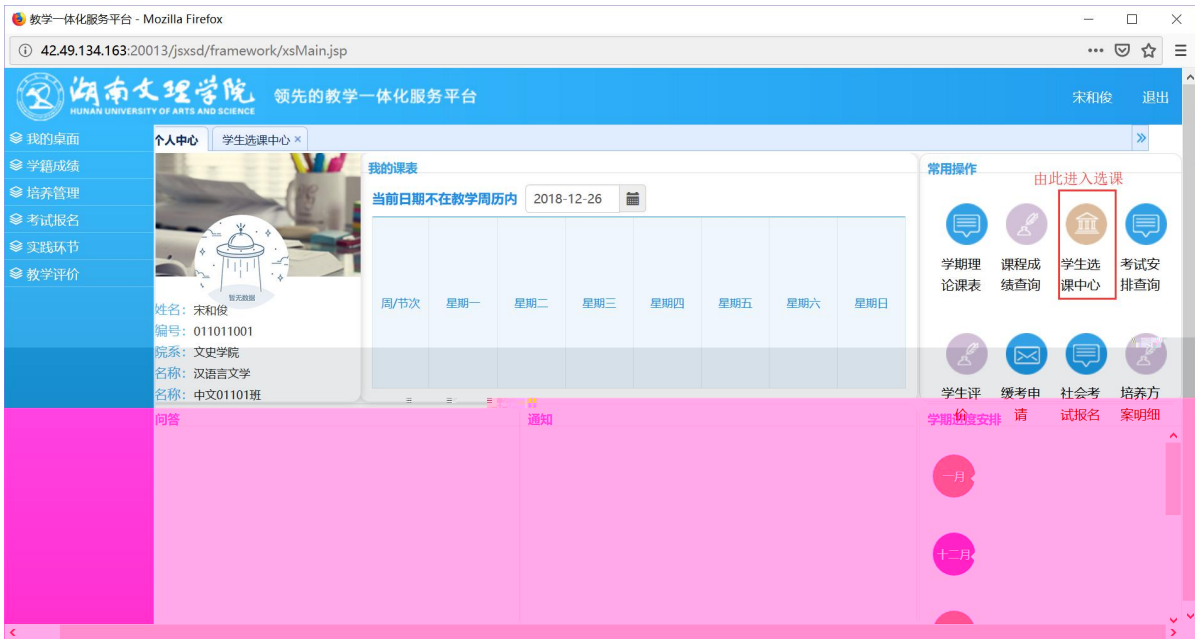 教学一体化服务平台 - Mozilla Firefox
42.49.134.163:20013/jsxsd/framework/xsMain.jsp
湖南文理学院
HUNAN UNIVERSITY OF ARTS AND SCIENCE
领先的教学一体化服务平台
宋和俊 退出
我的桌面
学籍成绩
培养管理
考试报名
实践环节
教学评价
个人中心 学生选课中心 ×
暂无数据
姓名：宋和俊
编号：011011001
院系：文史学院
名称：汉语言文学
名称：中文01101班
我的课表
当前日期不在教学周历内 2018-12-26
周/节次 星期一 星期二 星期三 星期四 星期五 星期六 星期日
常用操作
由此进入选课
学期理论课表
课程成绩查询
学生选课中心
考试安排查询
学生评价
缓考申请
社会考试报名
培养方案明细
问答
通知
学期进度安排
一月
十二月